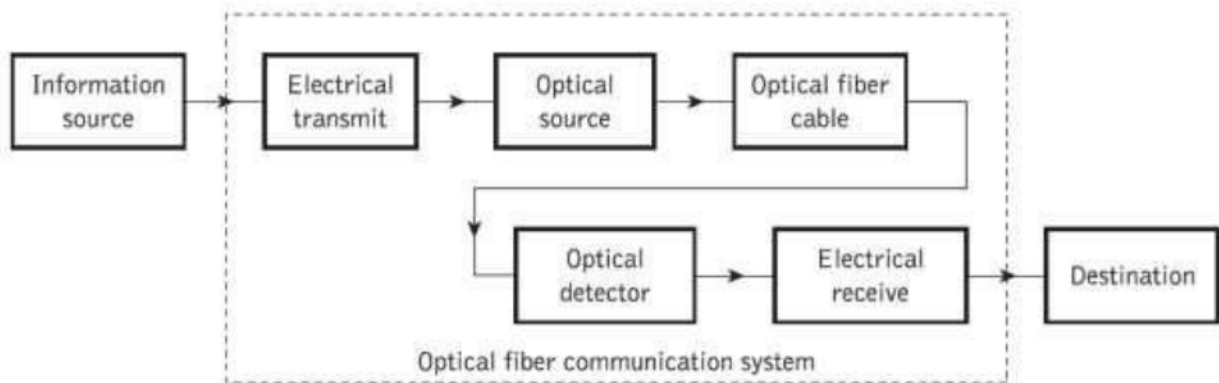 Information
source
Electrical
transmit
Optical
source
Optical fiber
cable
Optical
detector
Electrical
receive
Destination
Optical fiber communication system